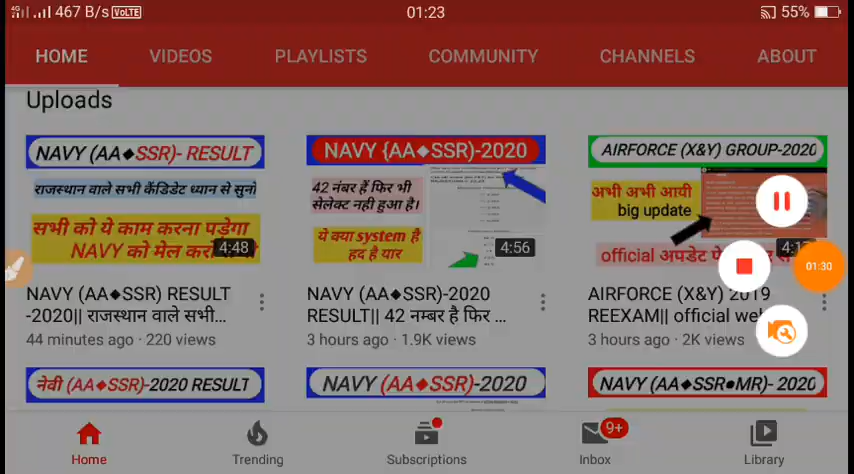 467 B/s VoLTE 01:23 55%
HOME VIDEOS PLAYLISTS COMMUNITY CHANNELS ABOUT
Uploads
NAVY (AA◆SSR)- RESULT
राजस्थान वाले सभी कैंडिडेट ध्यान से सुनो
सभी को ये काम करना पड़ेगा
NAVY को मेल
4:48
NAVY {AA◆SSR)-2020
42 नंबर हैं फिर भी
सेलेक्ट नही हुआ है।
ये क्या system है
हद है यार
4:56
AIRFORCE (X&Y) GROUP-2020
अभी अभी आयी
big update
official अपडेट
01:30
NAVY (AA◆SSR) RESULT
-2020|| राजस्थान वाले सभी...
44 minutes ago · 220 views
NAVY (AA◆SSR)-2020
RESULT|| 42 नम्बर है फिर ...
3 hours ago · 1.9K views
AIRFORCE (X&Y) 2019
REEXAM|| official
3 hours ago · 2K views
नेवी (AA◆SSR)-2020 RESULT
NAVY (AA◆SSR)-2020
NAVY (AA◆SSR●MR)- 2020
9+
Home Trending Subscriptions Inbox Library